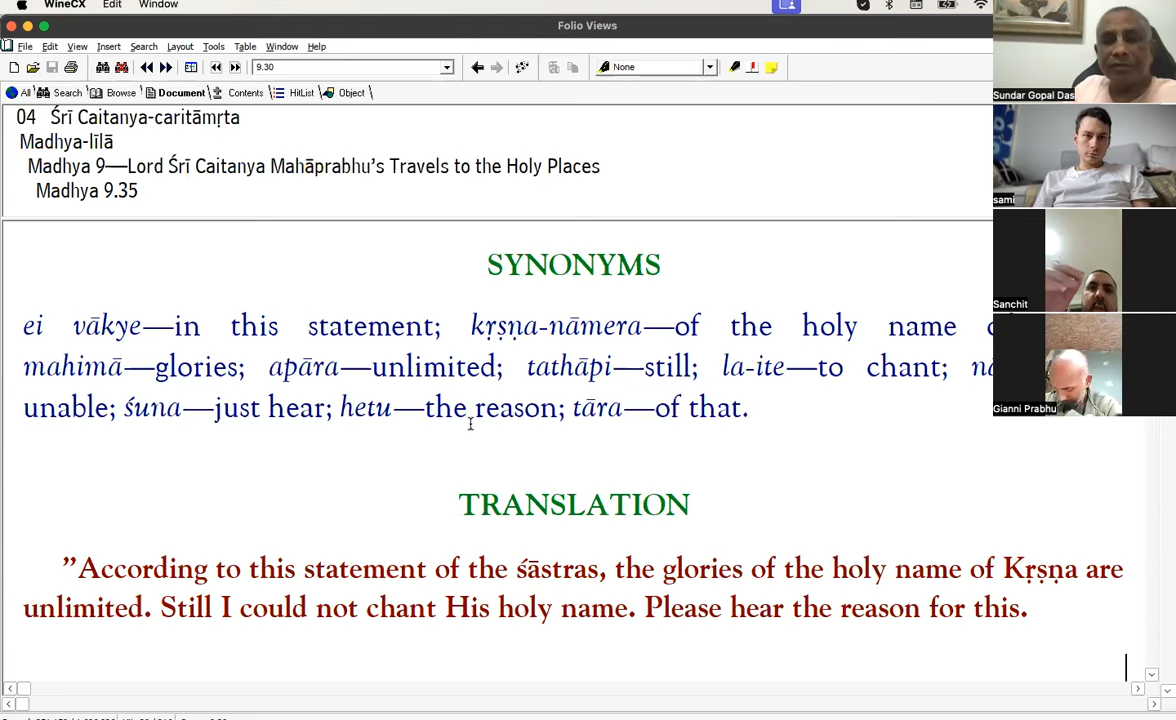 WineCX Edit Window
Folio Views
File Edit View Insert Search Layout Tools Table Window Help
9.30 None
All Search Browse Document Contents HitList Object
04 Śrī Caitanya-caritāmṛta
Madhya-līlā
Madhya 9—Lord Śrī Caitanya Mahāprabhu's Travels to the Holy Places
Madhya 9.35
SYNONYMS
ei vākye—in this statement; kṛṣṇa-nāmera—of the holy name
mahimā—glories; apāra—unlimited; tathāpi—still; la-ite—to chant;
unable; śuna—just hear; hetu—the reason; tāra—of that.
TRANSLATION
”According to this statement of the śāstras, the glories of the holy name of Kṛṣṇa are
unlimited. Still I could not chant His holy name. Please hear the reason for this.
Sundar Gopal Das
sami
Sanchit
Gianni Prabhu